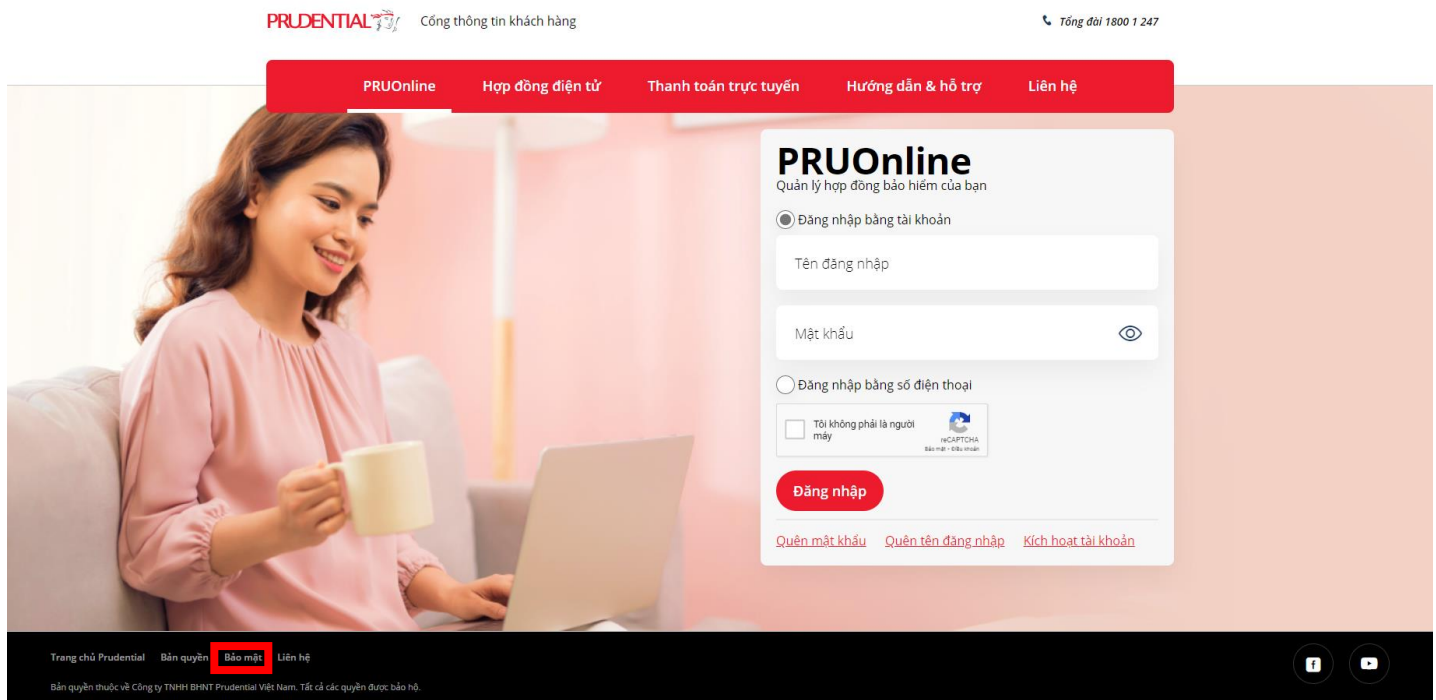 PRUDENTIAL Cổng thông tin khách hàng Tổng đài 1800 1 247
PRUOnline Hợp đồng điện tử Thanh toán trực tuyến Hướng dẫn & hỗ trợ Liên hệ
PRUOnline
Quản lý hợp đồng bảo hiểm của bạn
Đăng nhập bằng tài khoản
Tên đăng nhập
Mật khẩu
Đăng nhập bằng số điện thoại
Tôi không phải là người
máy
reCAPTCHA
Bảo mật - Điều khoản
Đăng nhập
Quên mật khẩu Quên tên đăng nhập Kích hoạt tài khoản
Trang chủ Prudential Bản quyền Bảo mật Liên hệ
Bản quyền thuộc về Công ty TNHH BHNT Prudential Việt Nam. Tất cả các quyền được bảo hộ.